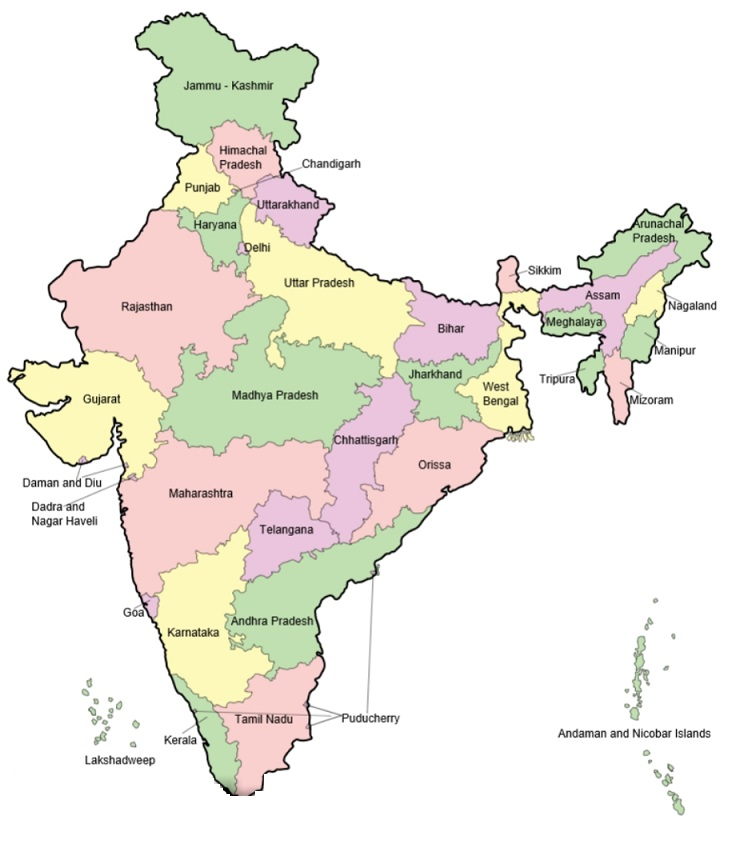 Jammu - Kashmir
Himachal
Pradesh
Chandigarh
Punjab
Uttarakhand
Haryana
Delhi
Arunachal
Pradesh
Sikkim
Uttar Pradesh
Assam
Rajasthan
Nagaland
Meghalaya
Bihar
Manipur
Jharkhand
Tripura
West
Bengal
Madhya Pradesh
Gujarat
Mizoram
Chhattisgarh
Orissa
Daman and Diu
Maharashtra
Dadra and
Nagar Haveli
Telangana
Goa
Andhra Pradesh
Karnataka
Tamil Nadu
Puducherry
Andaman and Nicobar Islands
Kerala
Lakshadweep